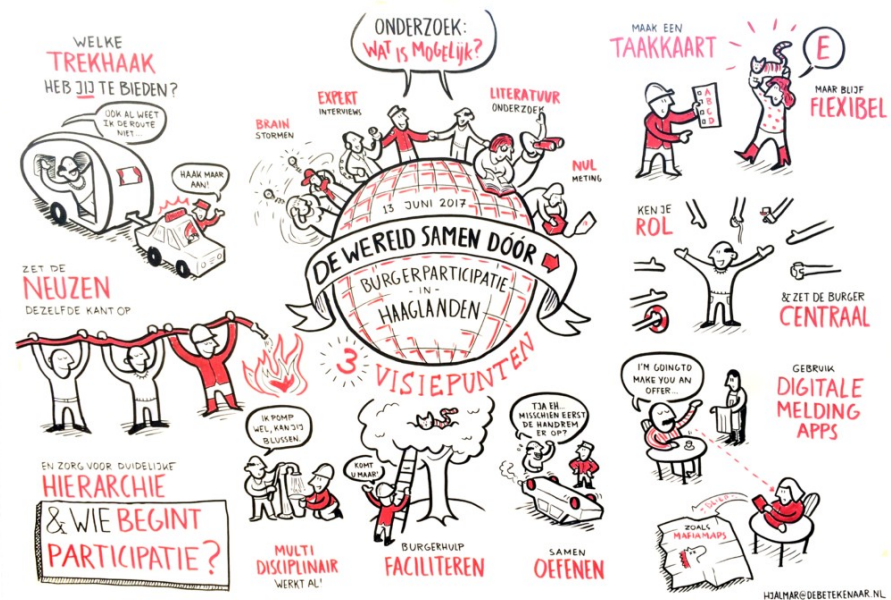 WELKE
TREKHAAK
HEB JIJ TE BIEDEN?
OOK AL WEET
IK DE ROUTE
NIET...
HAAK MAAR
AAN!
ZET DE
NEUZEN
DEZELFDE KANT OP
EN ZORG VOOR DUIDELIJKE
HIERARCHIE
& WIE BEGINT
PARTICIPATIE?
ONDERZOEK:
WAT IS MOGELIJK?
BRAIN
STORMEN
EXPERT
INTERVIEWS
LITERATUUR
ONDERZOEK
NUL
METING
13 JUNI 2017
DE WERELD SAMEN DÓÓR
BURGERPARTICIPATIE
- IN -
HAAGLANDEN
3 VISIEPUNTEN
IK POMP
WEL, KAN JIJ
BLUSSEN.
MULTI
DISCIPLINAIR
WERKT AL!
KOMT
U MAAR!
BURGERHULP
FACILITEREN
TJA EH...
MISSCHIEN EERST
DE HANDREM
ER OP?
SAMEN
OEFENEN
MAAK EEN
TAAKKAART
A
B
C
D
E
MAAR BLIJF
FLEXIBEL
KEN JE
ROL
& ZET DE BURGER
CENTRAAL
I'M GOING TO
MAKE YOU AN
OFFER...
GEBRUIK
DIGITALE
MELDING
APPS
ZOALS
MAFIAMAPS
HJALMAR@DEBETEKENAAR.NL